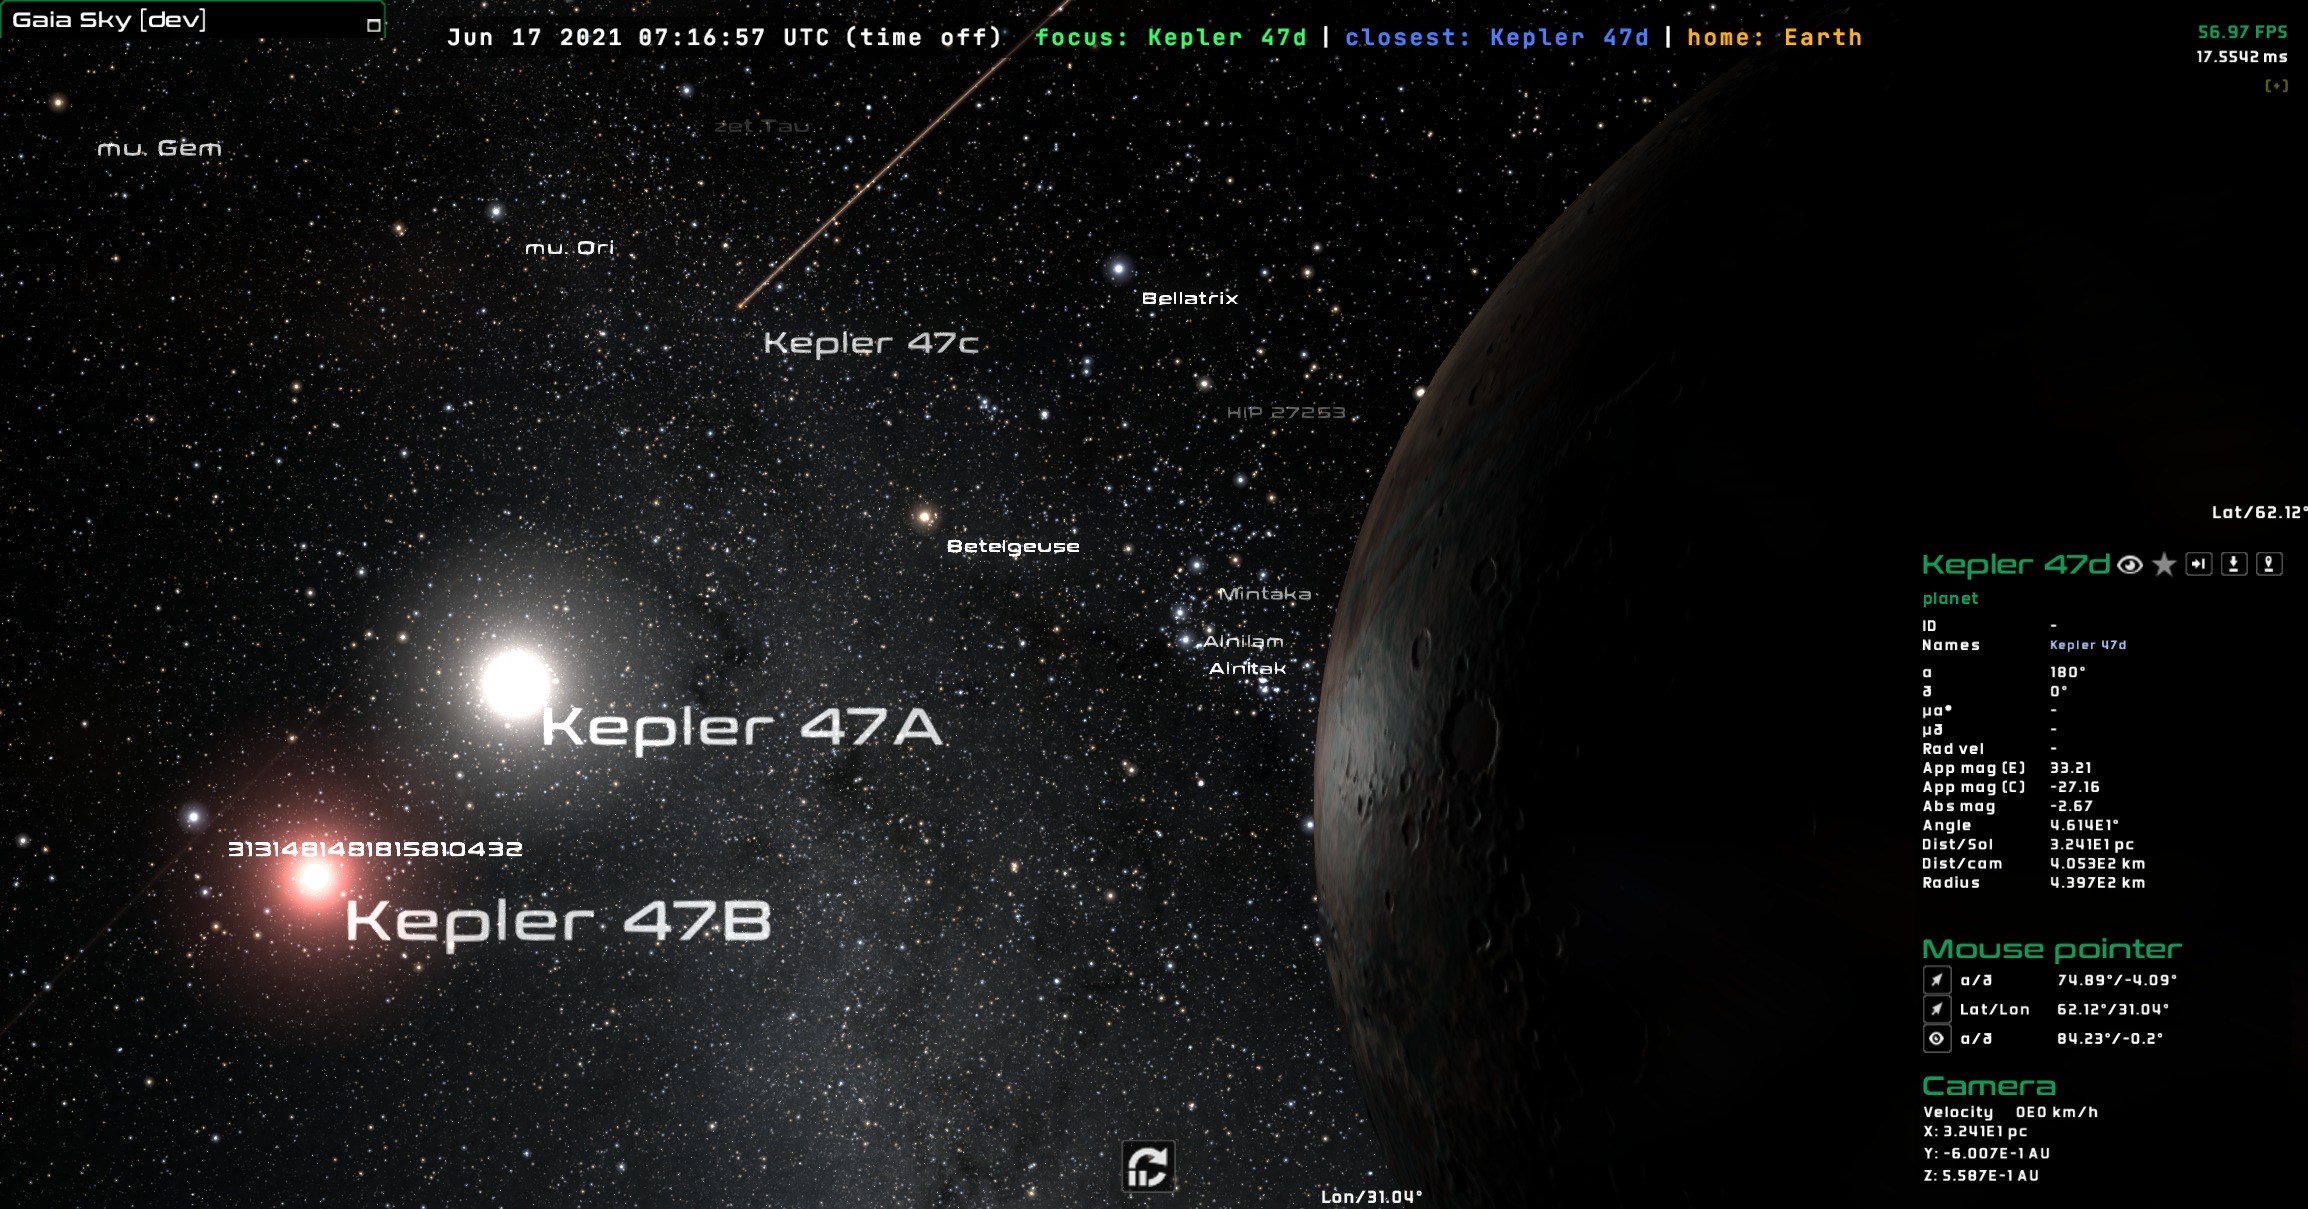 Gaia Sky [dev]
Jun 17 2021 07:16:57 UTC (time off) focus: Kepler 47d | closest: Kepler 47d | home: Earth
56.97 FPS
17.5542 ms
[+]
zet Tau
mu. Gem
mu. Ori
Bellatrix
Kepler 47c
HIP 27253
Betelgeuse
Mintaka
Alnilam
Alnitak
Kepler 47A
3131481481815810432
Kepler 47B
Lat/62.12°
Kepler 47d
planet
ID -
Names Kepler 47d
α 180°
δ 0°
μα* -
μδ -
Rad vel -
App mag (E) 33.21
App mag (C) -27.16
Abs mag -2.67
Angle 4.614E1°
Dist/Sol 3.241E1 pc
Dist/cam 4.053E2 km
Radius 4.397E2 km
Mouse pointer
α/δ 74.89°/-4.09°
Lat/Lon 62.12°/31.04°
α/δ 84.23°/-0.2°
Camera
Velocity 0E0 km/h
X: 3.241E1 pc
Y: -6.007E-1 AU
Z: 5.587E-1 AU
Lon/31.04°